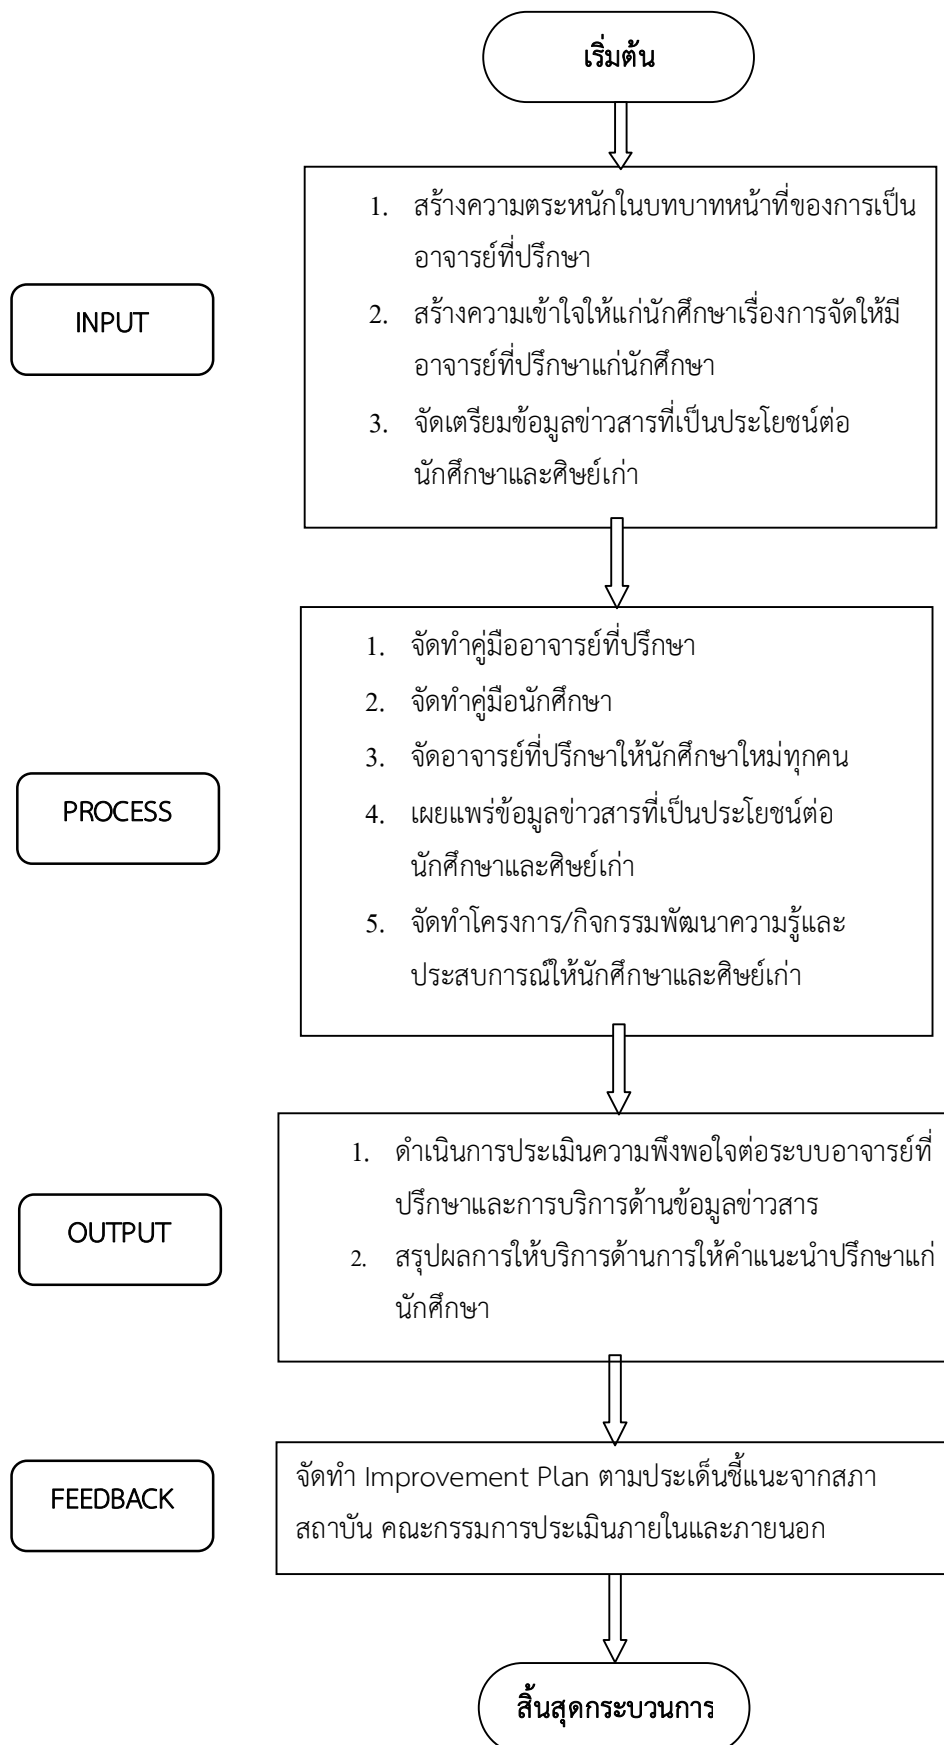 เริ่มต้น
INPUT
1. สร้างความตระหนักในบทบาทหน้าที่ของการเป็น
อาจารย์ที่ปรึกษา
2. สร้างความเข้าใจให้แก่นักศึกษาเรื่องการจัดให้มี
อาจารย์ที่ปรึกษาแก่นักศึกษา
3. จัดเตรียมข้อมูลข่าวสารที่เป็นประโยชน์ต่อ
นักศึกษาและศิษย์เก่า
PROCESS
1. จัดทำคู่มืออาจารย์ที่ปรึกษา
2. จัดทำคู่มือนักศึกษา
3. จัดอาจารย์ที่ปรึกษาให้นักศึกษาใหม่ทุกคน
4. เผยแพร่ข้อมูลข่าวสารที่เป็นประโยชน์ต่อ
นักศึกษาและศิษย์เก่า
5. จัดทำโครงการ/กิจกรรมพัฒนาความรู้และ
ประสบการณ์ให้นักศึกษาและศิษย์เก่า
OUTPUT
1. ดำเนินการประเมินความพึงพอใจต่อระบบอาจารย์ที่
ปรึกษาและการบริการด้านข้อมูลข่าวสาร
2. สรุปผลการให้บริการด้านการให้คำแนะนำปรึกษาแก่
นักศึกษา
FEEDBACK
จัดทำ Improvement Plan ตามประเด็นชี้แนะจากสภา
สถาบัน คณะกรรมการประเมินภายในและภายนอก
สิ้นสุดกระบวนการ